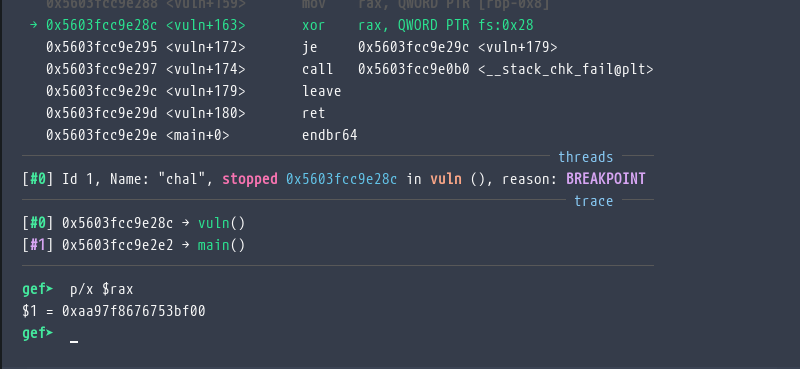 0x5603fcc9e288 <vuln+159> mov rax, QWORD PTR [rbp-0x8]
→ 0x5603fcc9e28c <vuln+163> xor rax, QWORD PTR fs:0x28
0x5603fcc9e295 <vuln+172> je 0x5603fcc9e29c <vuln+179>
0x5603fcc9e297 <vuln+174> call 0x5603fcc9e0b0 <__stack_chk_fail@plt>
0x5603fcc9e29c <vuln+179> leave
0x5603fcc9e29d <vuln+180> ret
0x5603fcc9e29e <main+0> endbr64
threads
[#0] Id 1, Name: "chal", stopped 0x5603fcc9e28c in vuln (), reason: BREAKPOINT
trace
[#0] 0x5603fcc9e28c → vuln()
[#1] 0x5603fcc9e2e2 → main()
gef➤ p/x $rax
$1 = 0xaa97f8676753bf00
gef➤ _